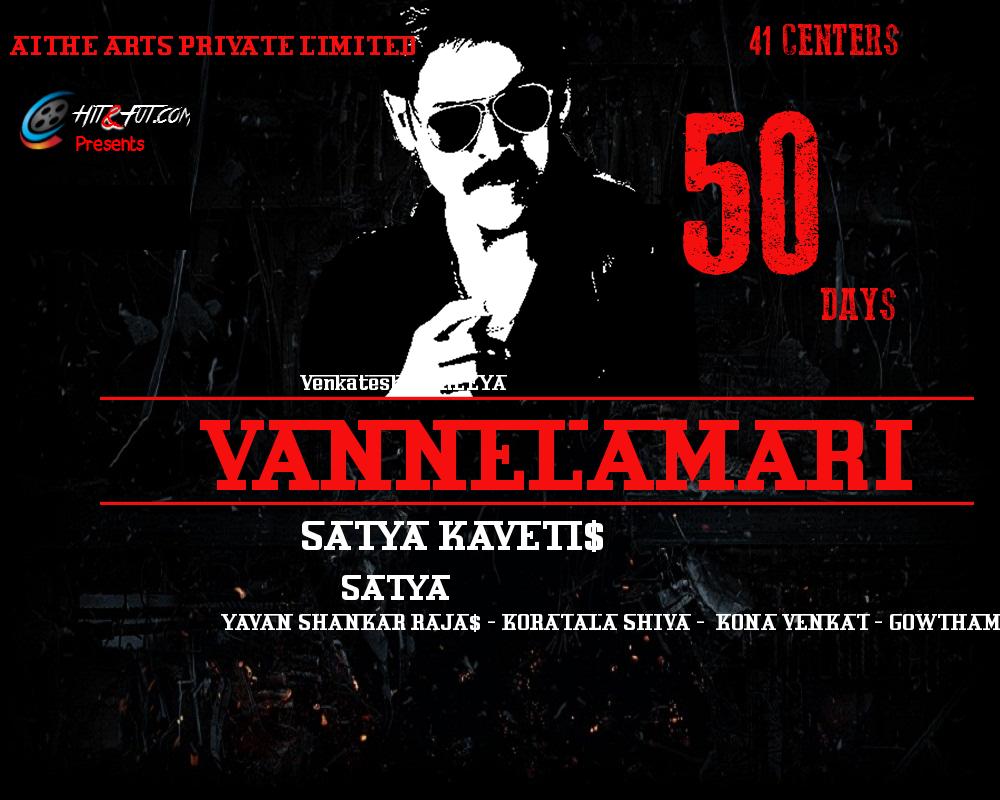 AITHE ARTS PRIVATE LIMITED
41 CENTERS
HIT&FUT.COM
Presents
50
DAYS
VANNELAMARI
SATYA KAVETI$
SATYA
YAVAN SHANKAR RAJA$ - KORATALA SHIVA - KONA VENKAT - GOWTHAM